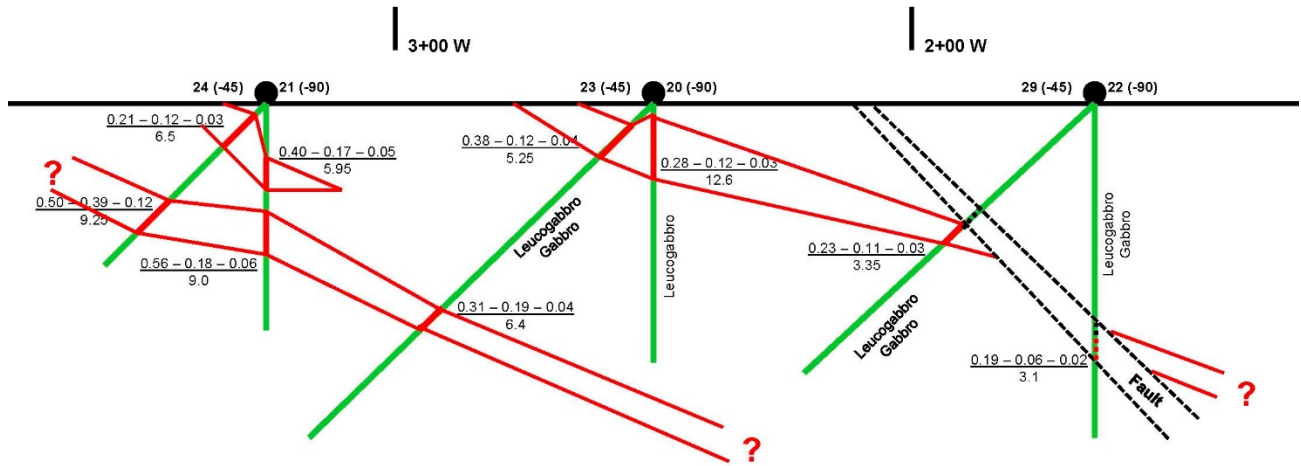 3+00 W
2+00 W
24 (-45)
21 (-90)
23 (-45)
20 (-90)
29 (-45)
22 (-90)
0.21 – 0.12 – 0.03
6.5
0.40 – 0.17 – 0.05
5.95
0.38 – 0.12 – 0.04
5.25
0.28 – 0.12 – 0.03
12.6
?
0.50 – 0.39 – 0.12
9.25
0.56 – 0.18 – 0.06
9.0
Leucogabbro
Gabbro
Leucogabbro
0.23 – 0.11 – 0.03
3.35
Leucogabbro
Gabbro
0.31 – 0.19 – 0.04
6.4
Leucogabbro
Gabbro
0.19 – 0.06 – 0.02
3.1
Fault
?
?